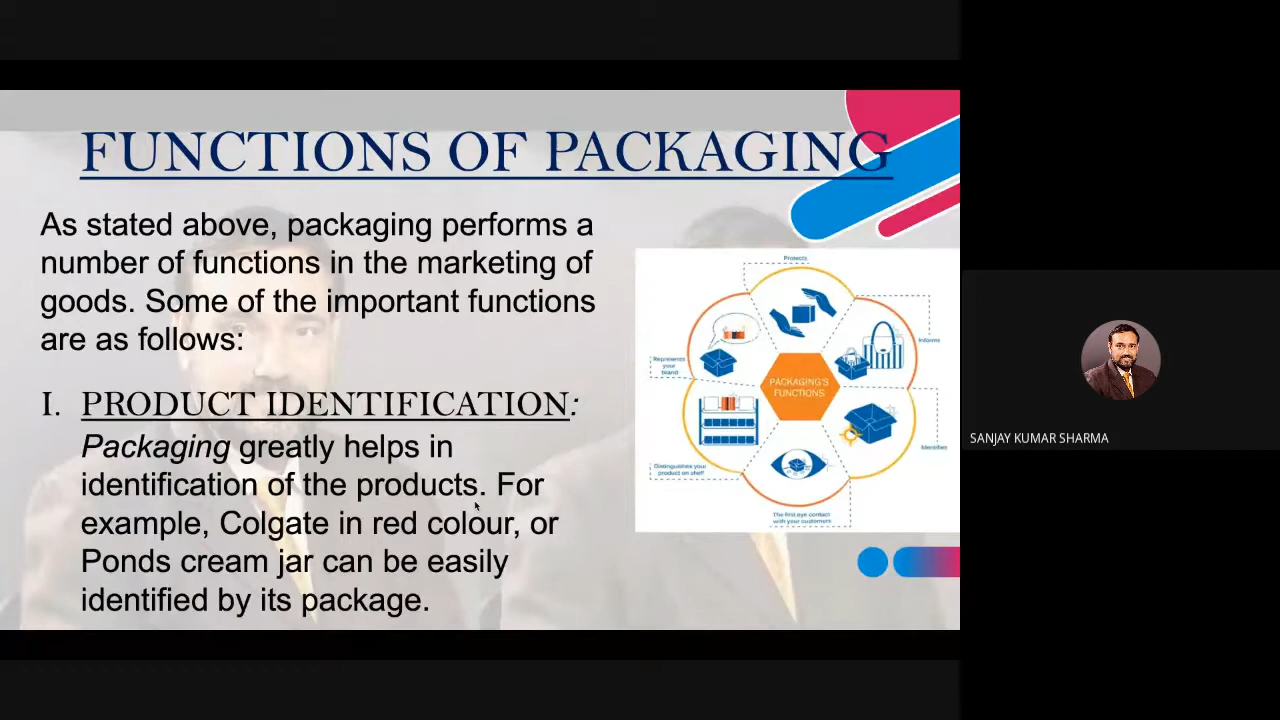 FUNCTIONS OF PACKAGING
As stated above, packaging performs a
number of functions in the marketing of
goods. Some of the important functions
are as follows:
I. PRODUCT IDENTIFICATION:
Packaging greatly helps in
identification of the products. For
example, Colgate in red colour, or
Ponds cream jar can be easily
identified by its package.
Protects
Informs
Represents
your
brand
PACKAGING'S
FUNCTIONS
Identifies
Distinguishes your
product on shelf
The first eye contact
with your customers
SANJAY KUMAR SHARMA